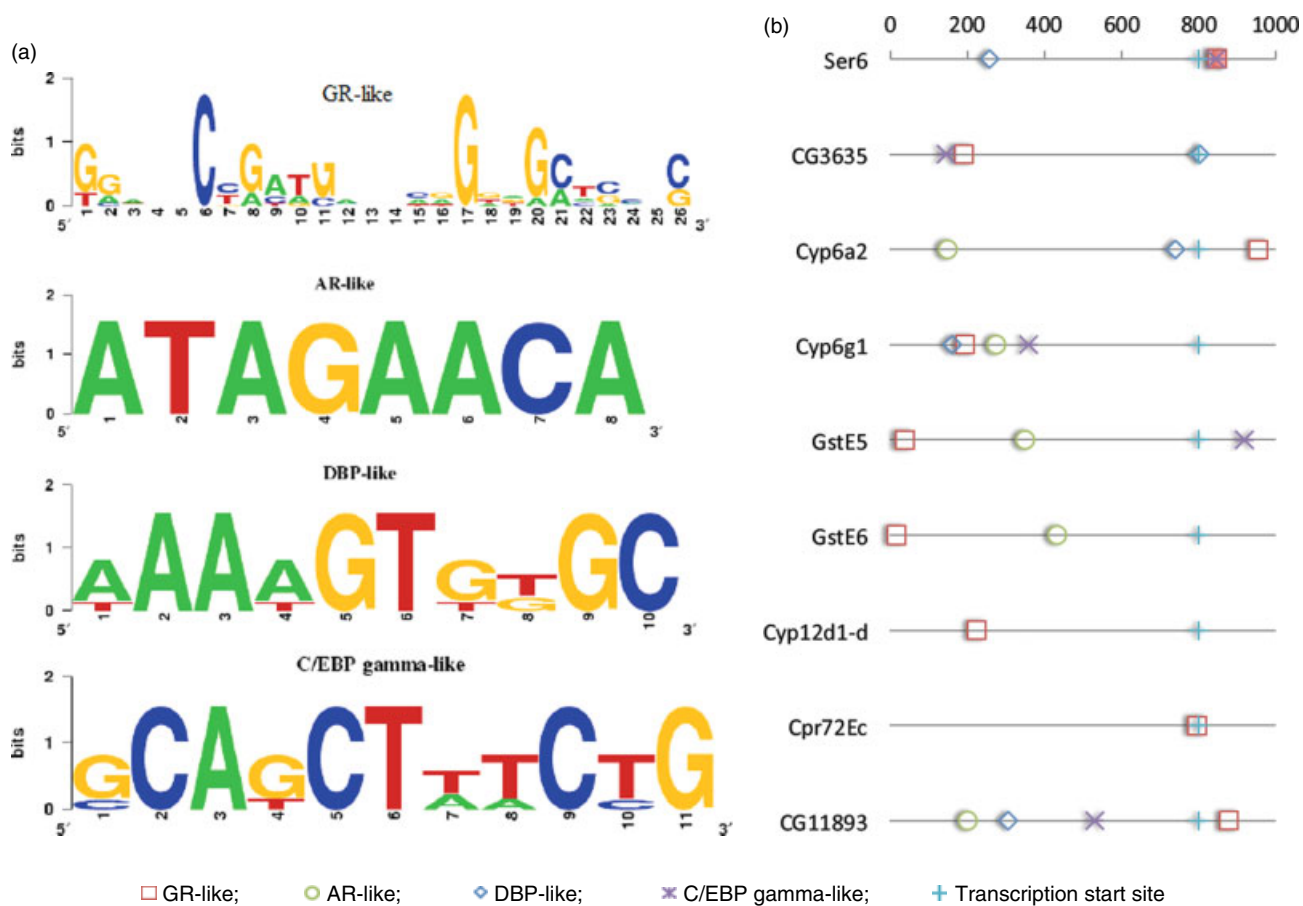 (a)
GR-like
bits
2
1
0
5′ 1 2 3 4 5 6 7 8 9 10 11 12 13 14 15 16 17 18 19 20 21 22 23 24 25 26 3′
AR-like
bits
2
1
0
ATAGAACA
5′ 1 2 3 4 5 6 7 8 3′
DBP-like
bits
2
1
0
AAAAGTGTGC
T T T G
5′ 1 2 3 4 5 6 7 8 9 10 3′
C/EBP gamma-like
bits
2
1
0
GCAGCTTTCTG
C T A A C
5′ 1 2 3 4 5 6 7 8 9 10 11 3′
(b)
0 200 400 600 800 1000
Ser6
CG3635
Cyp6a2
Cyp6g1
GstE5
GstE6
Cyp12d1-d
Cpr72Ec
CG11893
GR-like; AR-like; DBP-like; C/EBP gamma-like; Transcription start site